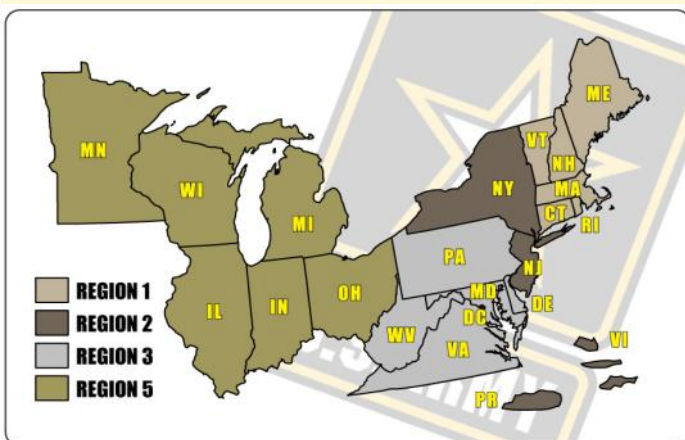 ME
VT
NH
MN
NY
MA
WI
CT
MI
RI
PA
NJ
REGION 1
OH
MD
DE
IL
IN
REGION 2
DC
WV
VI
REGION 3
VA
REGION 5
PR
U.S. ARMY